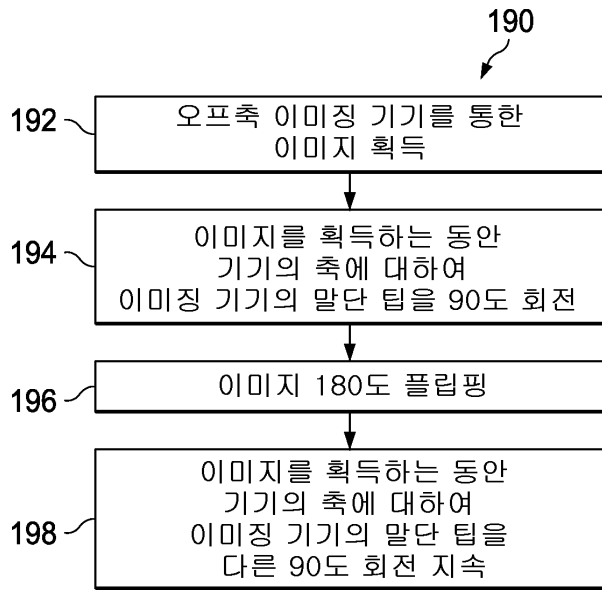 190
192
오프축 이미징 기기를 통한
이미지 획득
194
이미지를 획득하는 동안
기기의 축에 대하여
이미징 기기의 말단 팁을 90도 회전
196
이미지 180도 플립핑
198
이미지를 획득하는 동안
기기의 축에 대하여
이미징 기기의 말단 팁을
다른 90도 회전 지속